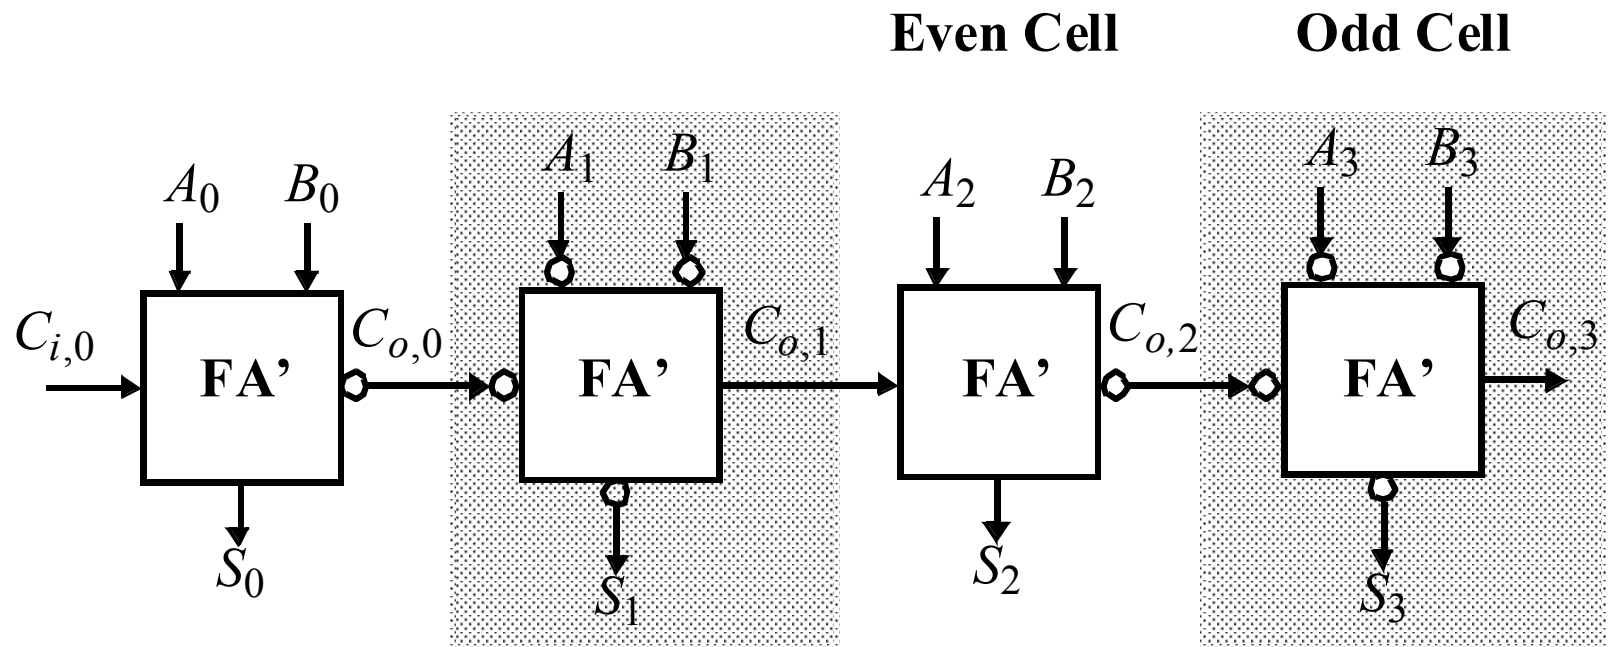 Even Cell Odd Cell
A0 B0 A1 B1 A2 B2 A3 B3
Ci,0 FA’ Co,0 FA’ Co,1 FA’ Co,2 FA’ Co,3
S0 S1 S2 S3